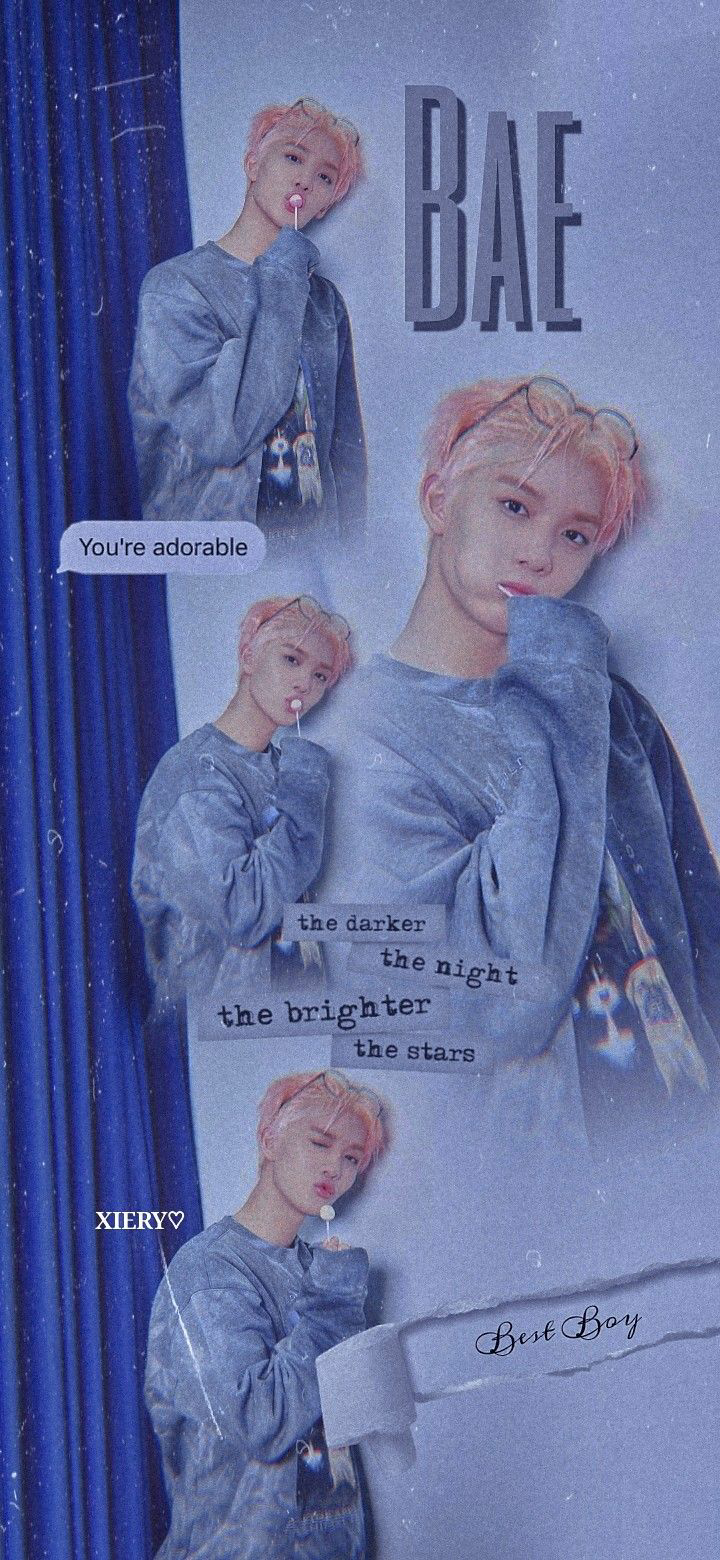 BAE
You're adorable
the darker
the night
the brighter
the stars
XIERY♡
Best Boy